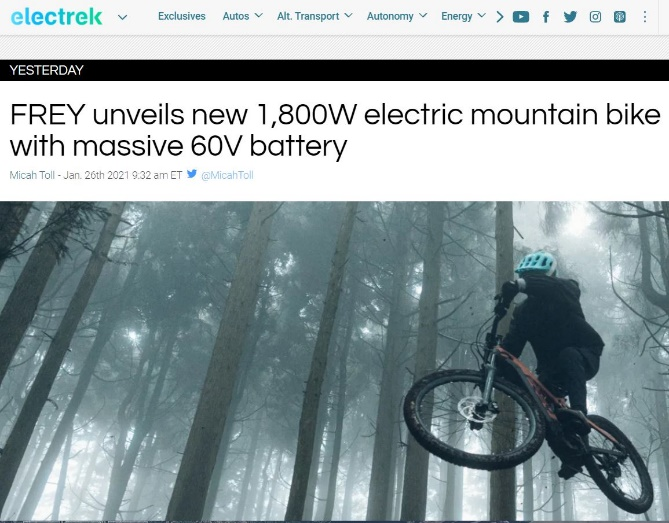 electrek Exclusives Autos Alt. Transport Autonomy Energy
YESTERDAY
FREY unveils new 1,800W electric mountain bike
with massive 60V battery
Micah Toll - Jan. 26th 2021 9:32 am ET @MicahToll